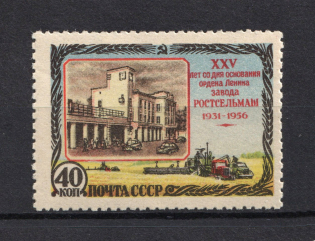 XXV
ЛЕТ СО ДНЯ ОСНОВАНИЯ
ордена Ленина
завода
РОСТСЕЛЬМАШ
1931-1956
40
КОП
ПОЧТА СССР